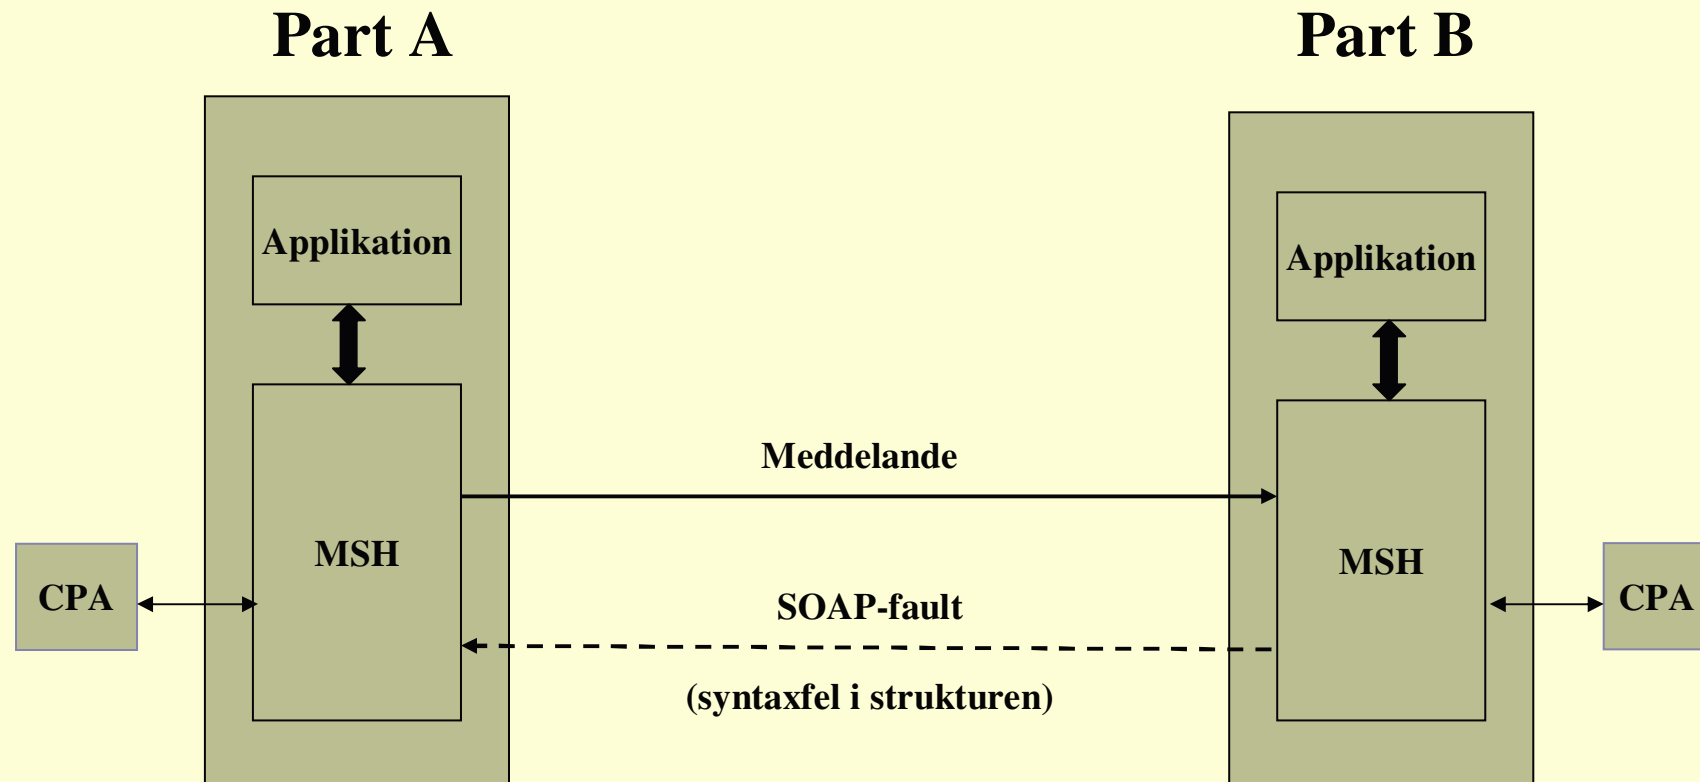 Part A
Part B
Applikation
Applikation
Meddelande
MSH
MSH
CPA
CPA
SOAP-fault
(syntaxfel i strukturen)